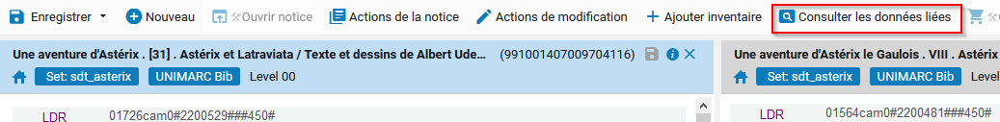 Enregistrer Nouveau Ouvrir notice Actions de la notice Actions de modification Ajouter inventaire Consulter les données liées
Une aventure d'Astérix . [31] . Astérix et Latraviata / Texte et dessins de Albert Ude... (991001407009704116)
Set: sdt_asterix UNIMARC Bib Level 00
LDR 01726cam0#2200529###450#
Une aventure d'Astérix le Gaulois . VIII . Astérix
Set: sdt_asterix UNIMARC Bib Level
LDR 01564cam0#2200481###450#